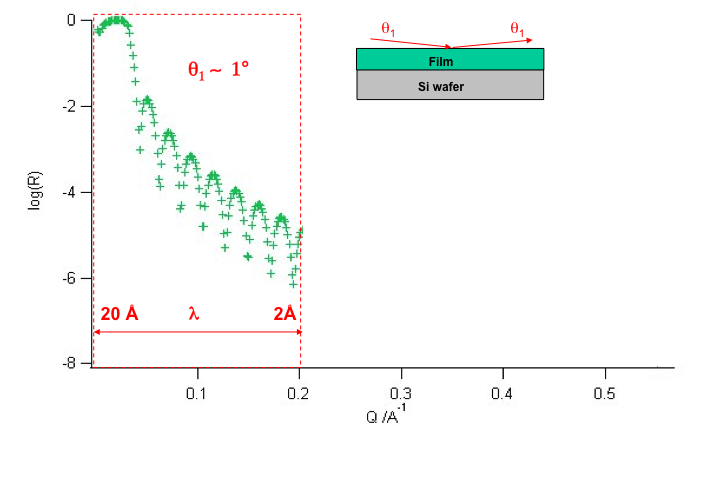 θ1 θ1
Film
Si wafer
θ1 ~ 1°
0
-2
-4
-6
-8
log(R)
20 Å λ 2Å
0.1 0.2 0.3 0.4 0.5
Q /A-1